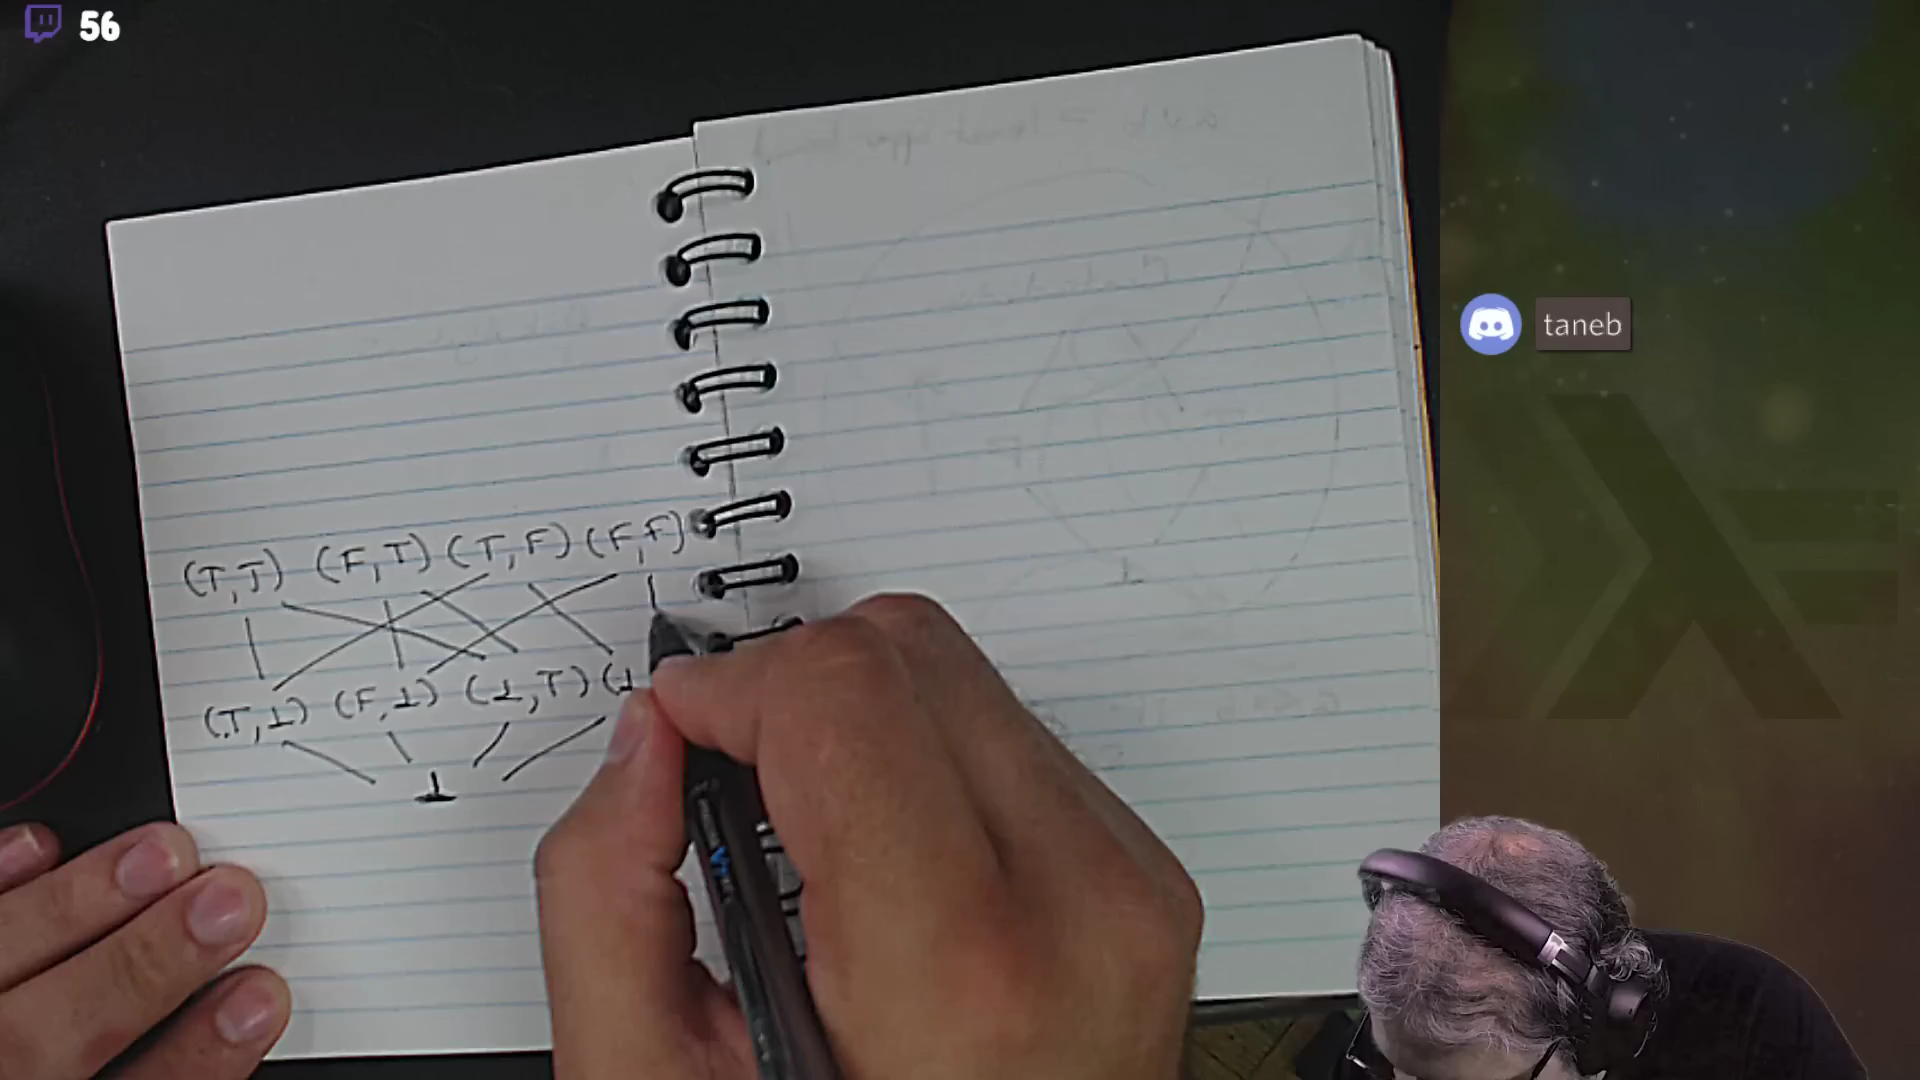 56
(T,T) (F,T) (T,F) (F,F)
(T,⊥) (F,⊥) (⊥,T) (⊥
⊥
taneb